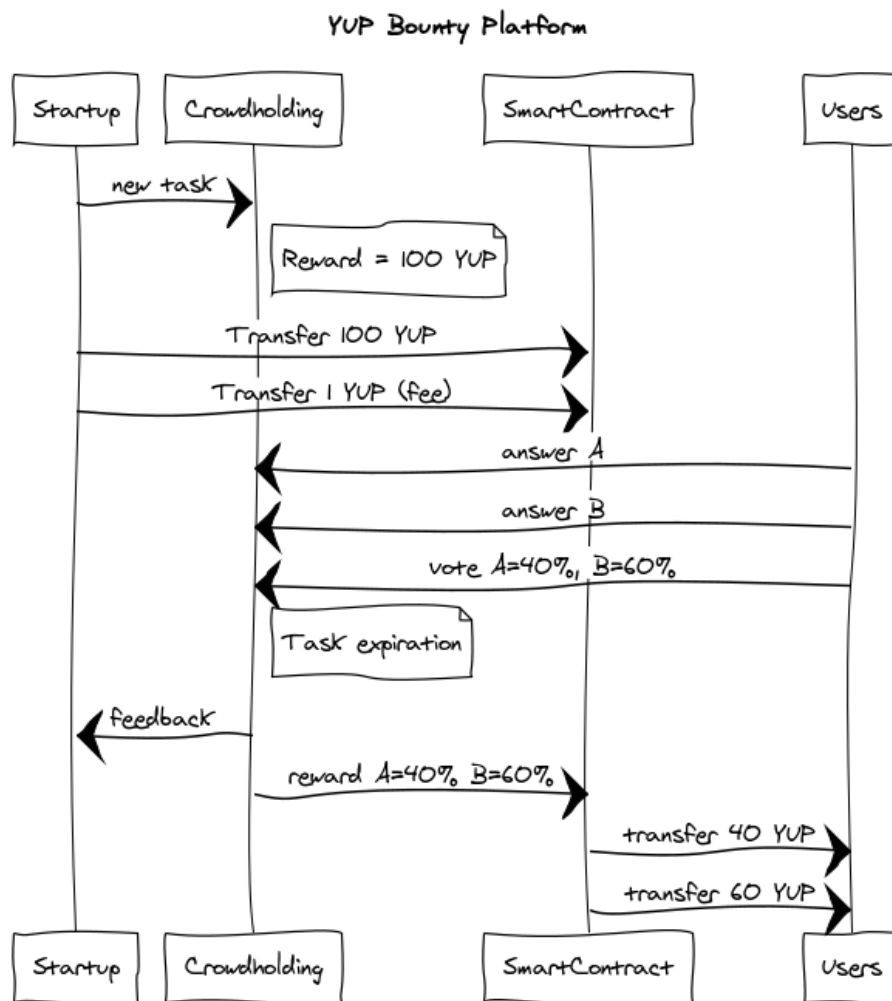 YUP Bounty Platform
Startup
Crowdholding
SmartContract
Users
new task
Reward = 100 YUP
Transfer 100 YUP
Transfer 1 YUP (fee)
answer A
answer B
vote A=40%, B=60%
Task expiration
feedback
reward A=40% B=60%
transfer 40 YUP
transfer 60 YUP
Startup
Crowdholding
SmartContract
Users